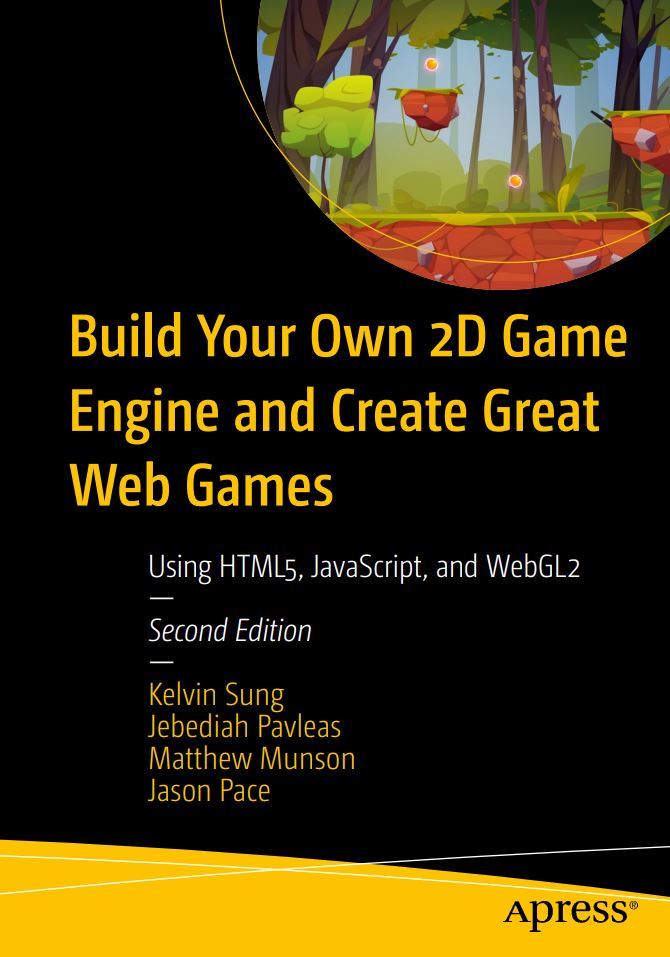 Build Your Own 2D Game
Engine and Create Great
Web Games
Using HTML5, JavaScript, and WebGL2
—
Second Edition
—
Kelvin Sung
Jebediah Pavleas
Matthew Munson
Jason Pace
Apress®